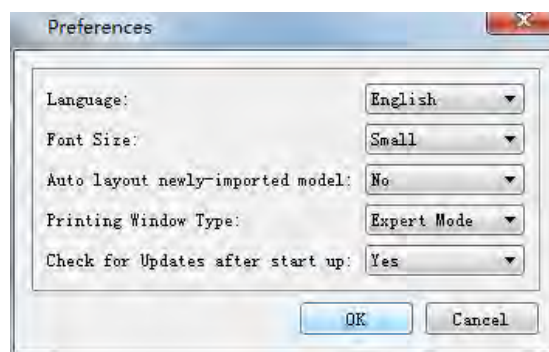 Preferences
Language: English
Font Size: Small
Auto layout newly-imported model: No
Printing Window Type: Expert Mode
Check for Updates after start up: Yes
OK Cancel